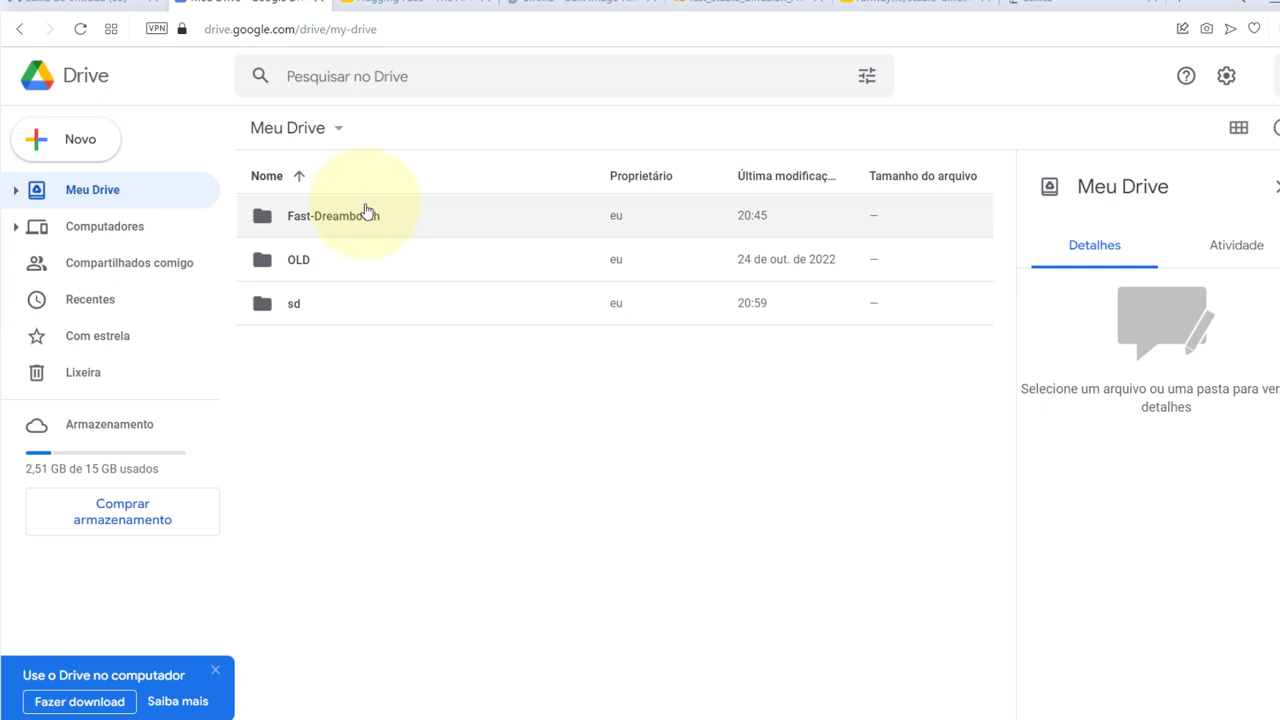 VPN
drive.google.com/drive/my-drive
Drive
Pesquisar no Drive
Novo
Meu Drive
Computadores
Compartilhados comigo
Recentes
Com estrela
Lixeira
Armazenamento
2,51 GB de 15 GB usados
Comprar
armazenamento
Use o Drive no computador
Fazer download
Saiba mais
Meu Drive
Nome
Proprietário
Última modificaç...
Tamanho do arquivo
Fast-Dreambooth
eu
20:45
—
OLD
eu
24 de out. de 2022
—
sd
eu
20:59
—
Meu Drive
Detalhes
Atividade
Selecione um arquivo ou uma pasta para ver
detalhes